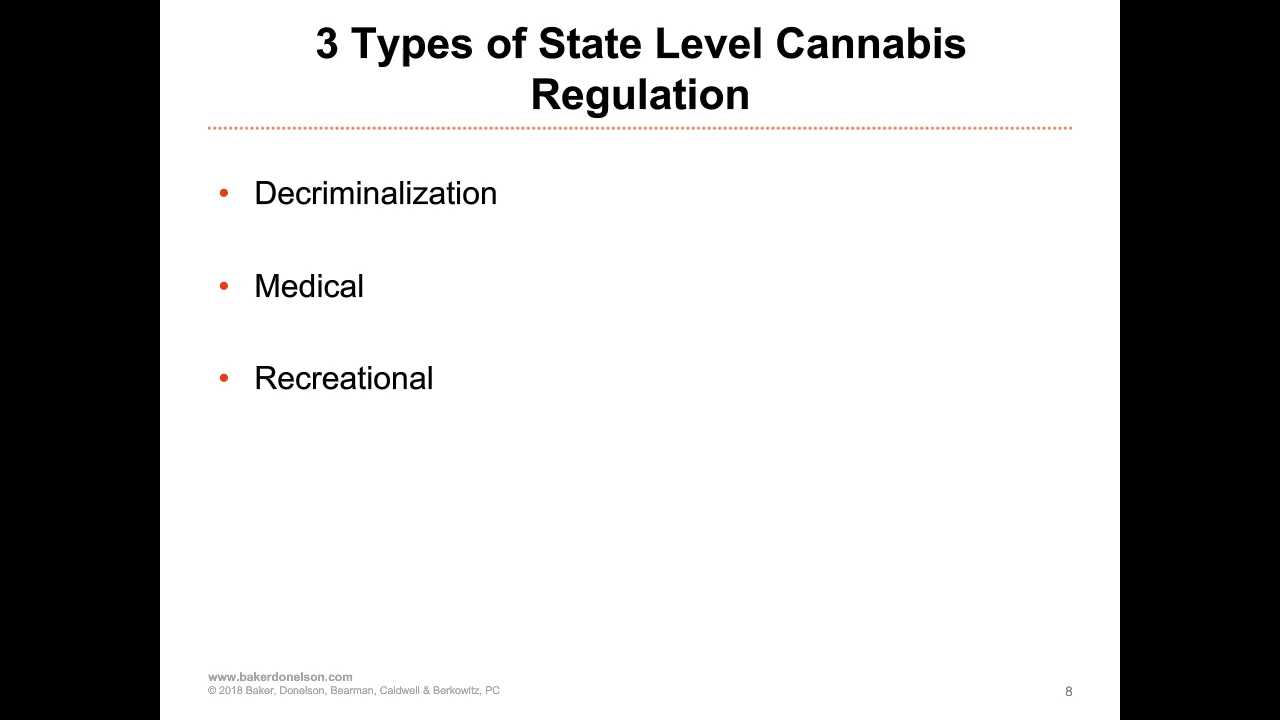 3 Types of State Level Cannabis
Regulation
• Decriminalization
• Medical
• Recreational
www.bakerdonelson.com
© 2018 Baker, Donelson, Bearman, Caldwell & Berkowitz, PC
8